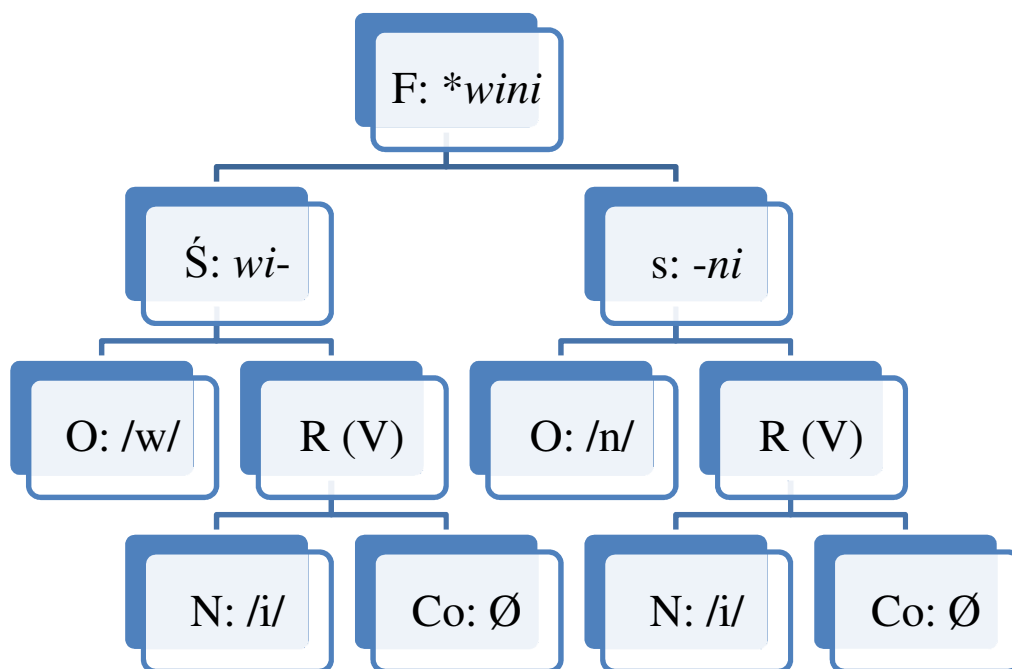 F: *wini
Ś: wi-
s: -ni
O: /w/
R (V)
O: /n/
R (V)
N: /i/
Co: Ø
N: /i/
Co: Ø